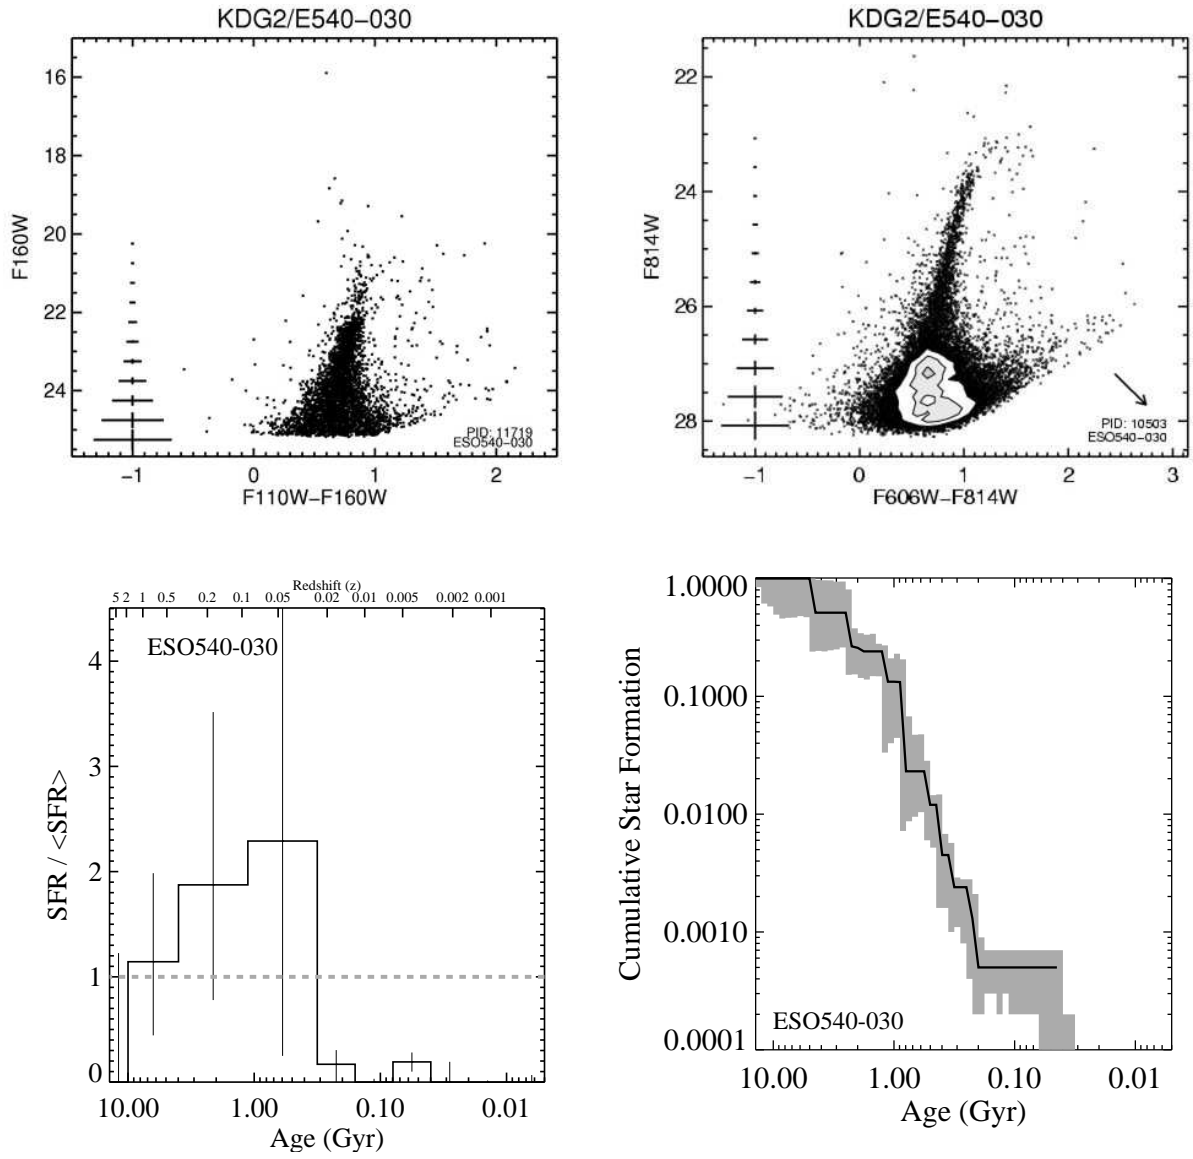 KDG2/E540−030
16
18
20
22
24
F160W
−1
0
1
2
F110W−F160W
PID: 11719
ESO540−030
KDG2/E540−030
22
24
26
28
F814W
−1
0
1
2
3
F606W−F814W
PID: 10503
ESO540−030
Redshift (z)
5 2 1 0.5 0.2 0.1 0.05 0.02 0.01 0.005 0.002 0.001
ESO540-030
4
3
2
1
0
SFR / <SFR>
10.00 1.00 0.10 0.01
Age (Gyr)
1.0000
0.1000
0.0100
0.0010
0.0001
Cumulative Star Formation
ESO540-030
10.00 1.00 0.10 0.01
Age (Gyr)